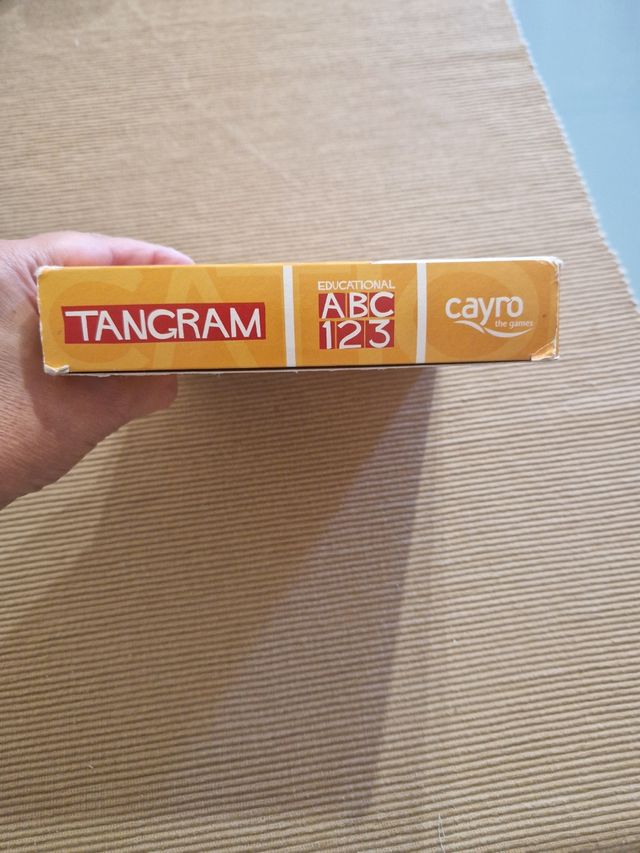 TANGRAM
EDUCATIONAL
ABC
123
cayro
the games